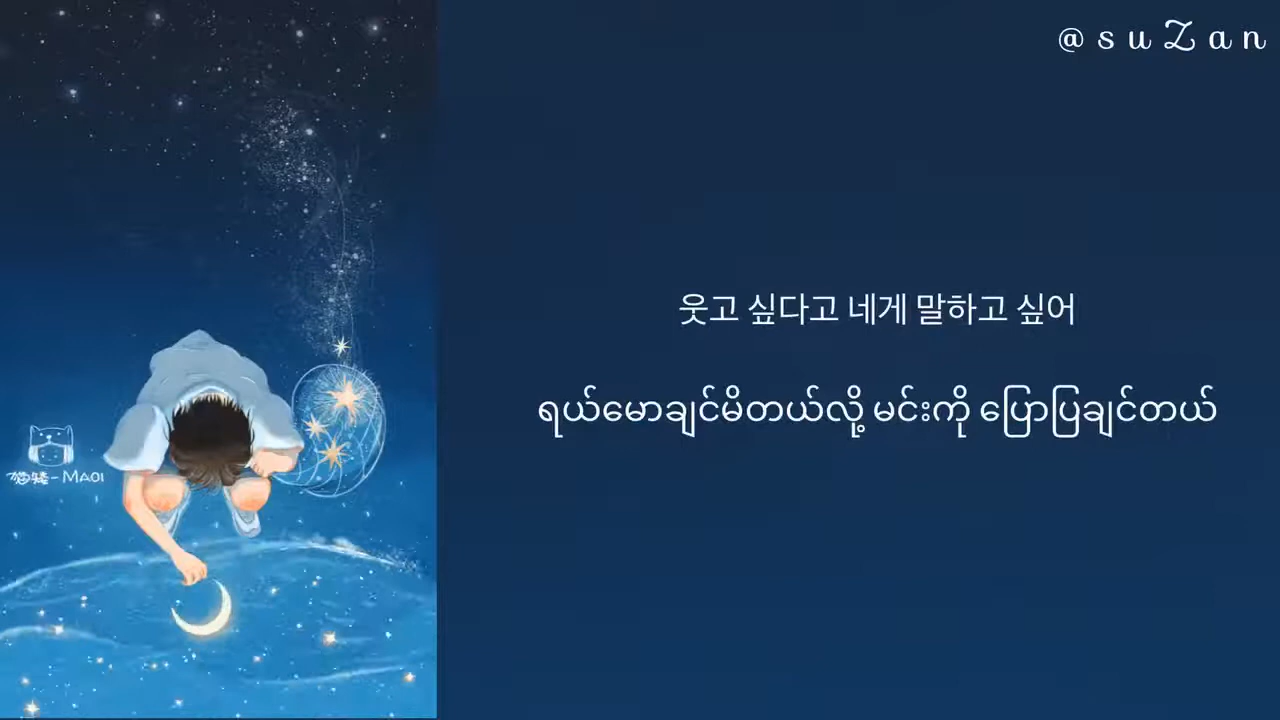 @suZan
웃고 싶다고 네게 말하고 싶어
ရယ်မောချင်မိတယ်လို့ မင်းကို ပြောပြချင်တယ်
MAOI